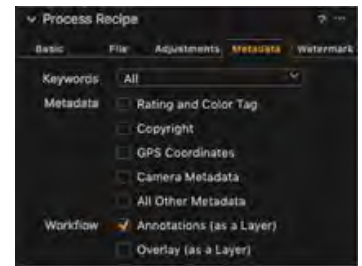 Process Recipe ? ...
Basic File Adjustments Metadata Watermark
Keywords All
Metadata Rating and Color Tag
Copyright
GPS Coordinates
Camera Metadata
All Other Metadata
Workflow Annotations (as a Layer)
Overlay (as a Layer)